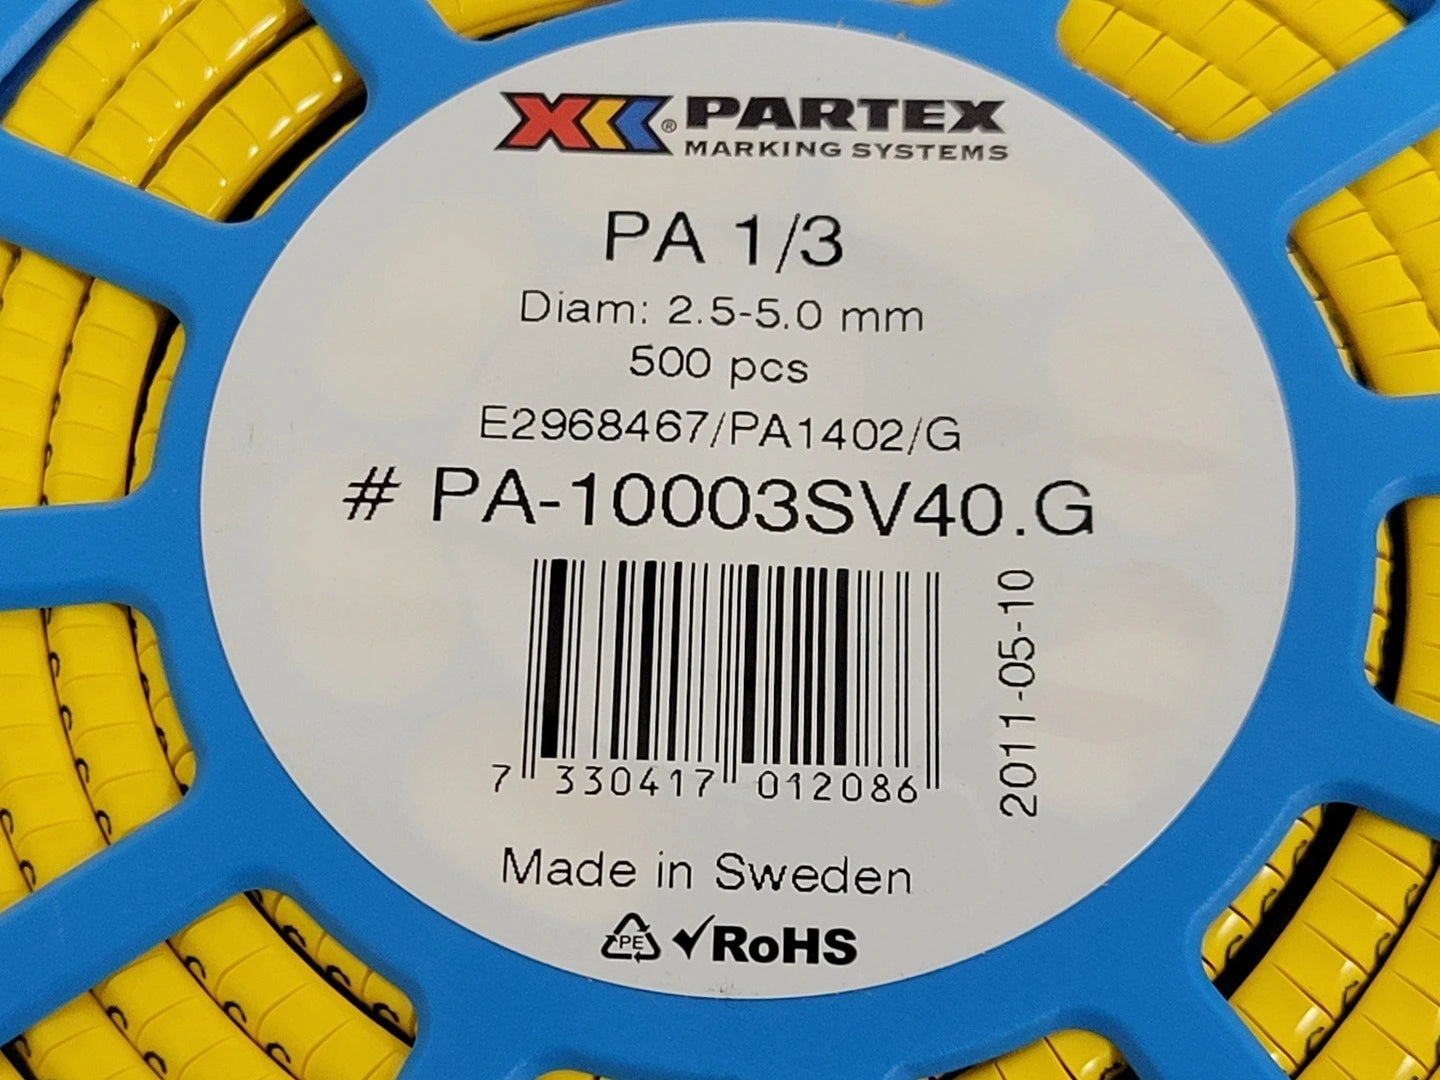 ® PARTEX
MARKING SYSTEMS
PA 1/3
Diam: 2.5-5.0 mm
500 pcs
E2968467/PA1402/G
# PA-10003SV40.G
7 330417 012086
2011-05-10
Made in Sweden
PE ✓RoHS